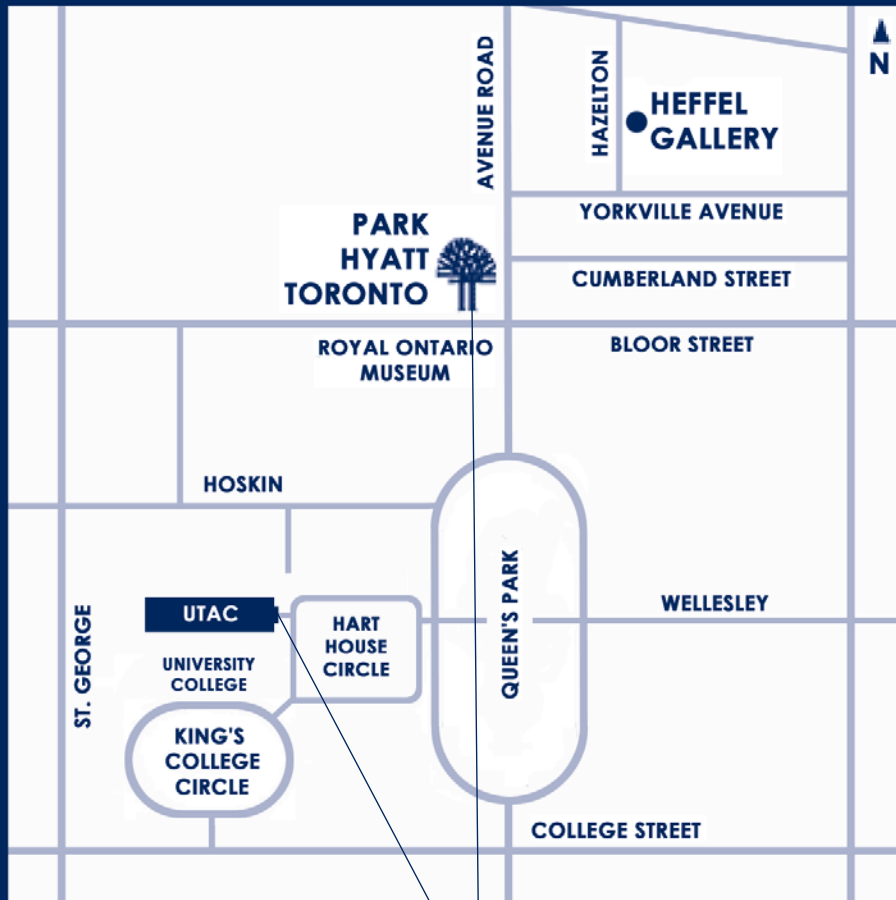 N
AVENUE ROAD
HAZELTON
HEFFEL
GALLERY
YORKVILLE AVENUE
PARK
HYATT
TORONTO
CUMBERLAND STREET
ROYAL ONTARIO
MUSEUM
BLOOR STREET
HOSKIN
QUEEN'S PARK
WELLESLEY
UTAC
HART
HOUSE
CIRCLE
ST. GEORGE
UNIVERSITY
COLLEGE
KING'S
COLLEGE
CIRCLE
COLLEGE STREET